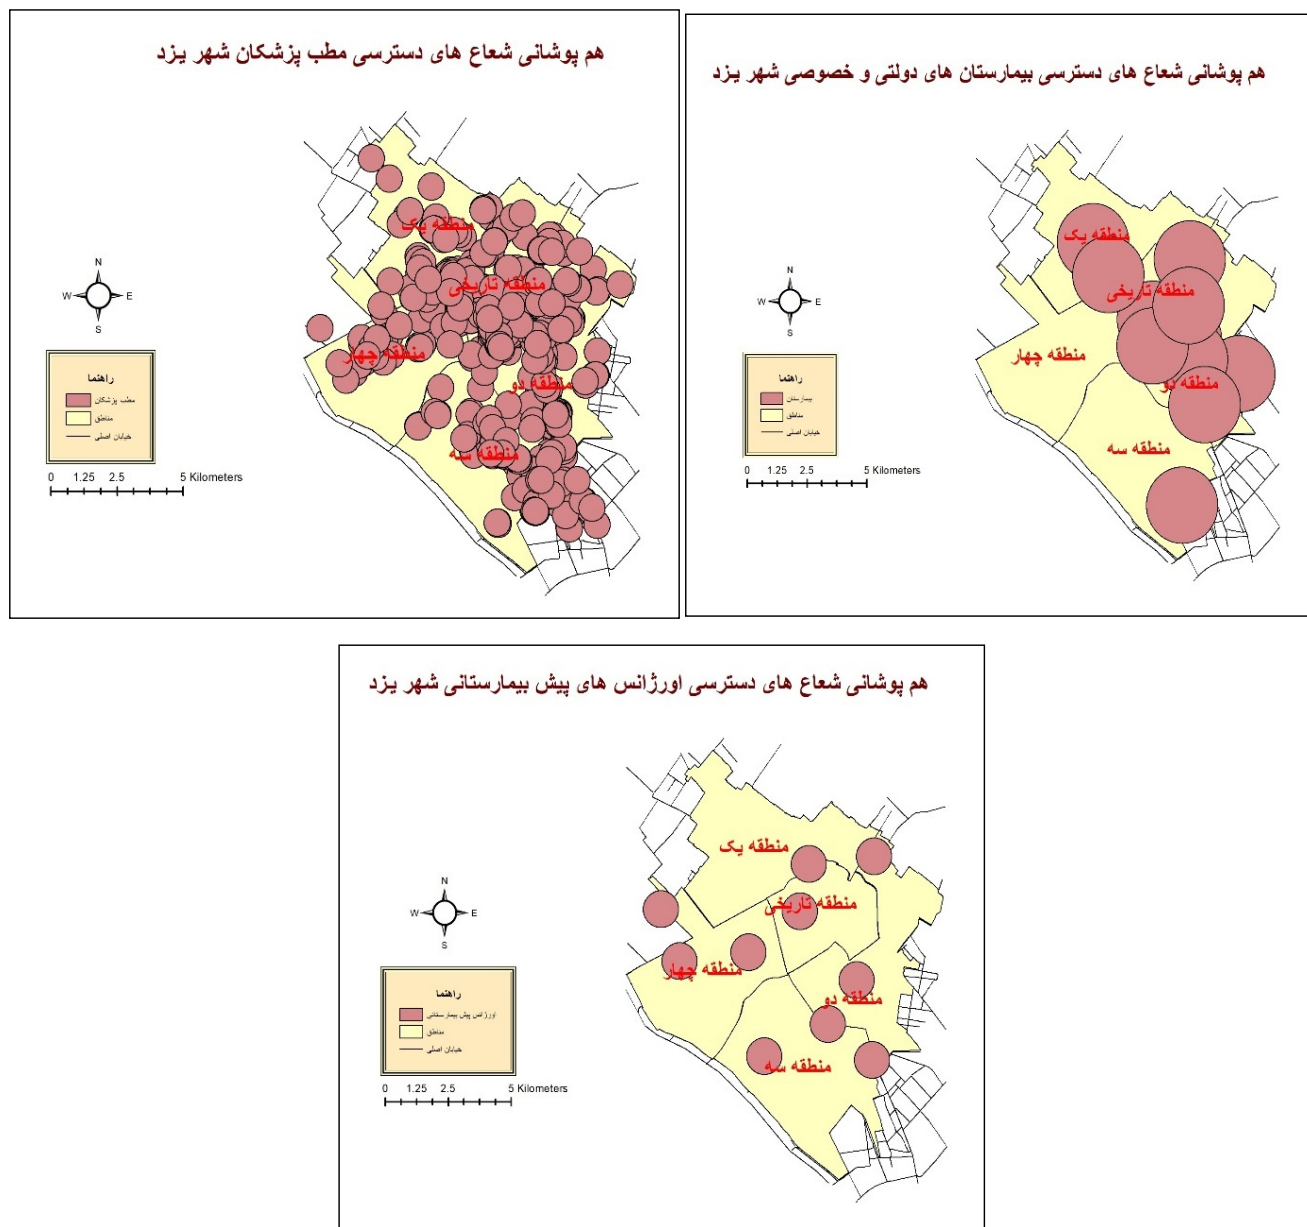 هم پوشانی شعاع های دسترسی مطب پزشکان شهر یزد
منطقه یک
منطقه تاریخی
منطقه چهار
منطقه دو
منطقه سه
N
W E
S
راهنما
مطب پزشکان
مناطق
خیابان اصلی
0 1.25 2.5 5 Kilometers
هم پوشانی شعاع های دسترسی بیمارستان های دولتی و خصوصی شهر یزد
منطقه یک
منطقه تاریخی
منطقه چهار
منطقه دو
منطقه سه
N
W E
S
راهنما
بیمارستان
مناطق
خیابان اصلی
0 1.25 2.5 5 Kilometers
هم پوشانی شعاع های دسترسی اورژانس های پیش بیمارستانی شهر یزد
منطقه یک
منطقه تاریخی
منطقه چهار
منطقه دو
منطقه سه
N
W E
S
راهنما
اورژانس پیش بیمارستانی
مناطق
خیابان اصلی
0 1.25 2.5 5 Kilometers